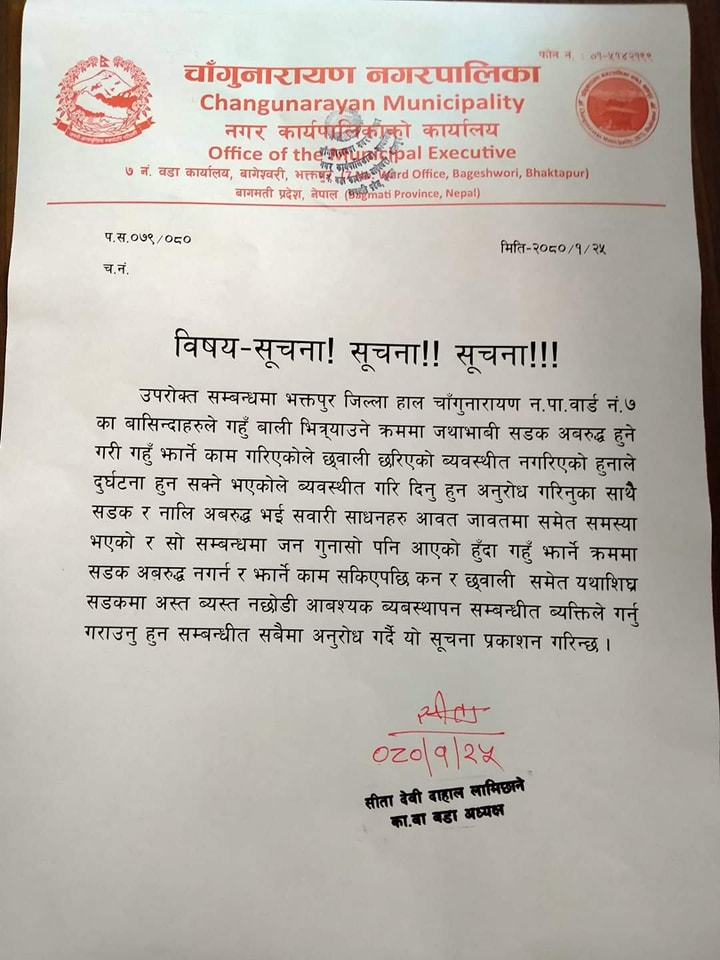 फोन नं. : ०१-५१४२१९९
चाँगुनारायण नगरपालिका
Changunarayan Municipality
नगर कार्यपालिकाको कार्यालय
Office of the Municipal Executive
७ नं. वडा कार्यालय, बागेश्वरी, भक्तपुर (7 No. Ward Office, Bageshwori, Bhaktapur)
बागमती प्रदेश, नेपाल (Bagmati Province, Nepal)
प.स.०७९/०८०
मिति-२०८०/१/२५
च.नं.
विषय-सूचना! सूचना!! सूचना!!!
उपरोक्त सम्बन्धमा भक्तपुर जिल्ला हाल चाँगुनारायण न.पा.वार्ड नं.७
का बासिन्दाहरुले गहुँ बाली भित्र्याउने क्रममा जथाभाबी सडक अबरुद्ध हुने
गरी गहुँ झार्ने काम गरिएकोले छ्वाली छरिएको ब्यवस्थीत नगरिएको हुनाले
दुर्घटना हुन सक्ने भएकोले ब्यवस्थीत गरि दिनु हुन अनुरोध गरिनुका साथै
सडक र नालि अबरुद्ध भई सवारी साधनहरु आवत जावतमा समेत समस्या
भएको र सो सम्बन्धमा जन गुनासो पनि आएको हुँदा गहुँ झार्ने क्रममा
सडक अबरुद्ध नगर्न र झार्ने काम सकिएपछि कन र छ्वाली समेत यथाशिघ्र
सडकमा अस्त ब्यस्त नछोडी आबश्यक ब्यबस्थापन सम्बन्धीत ब्यक्तिले गर्नु
गराउनु हुन सम्बन्धीत सबैमा अनुरोध गर्दै यो सूचना प्रकाशन गरिन्छ ।
सीता
०८०/१/२५
सीता देवी दाहाल लामिछाने
का.बा वडा अध्यक्ष